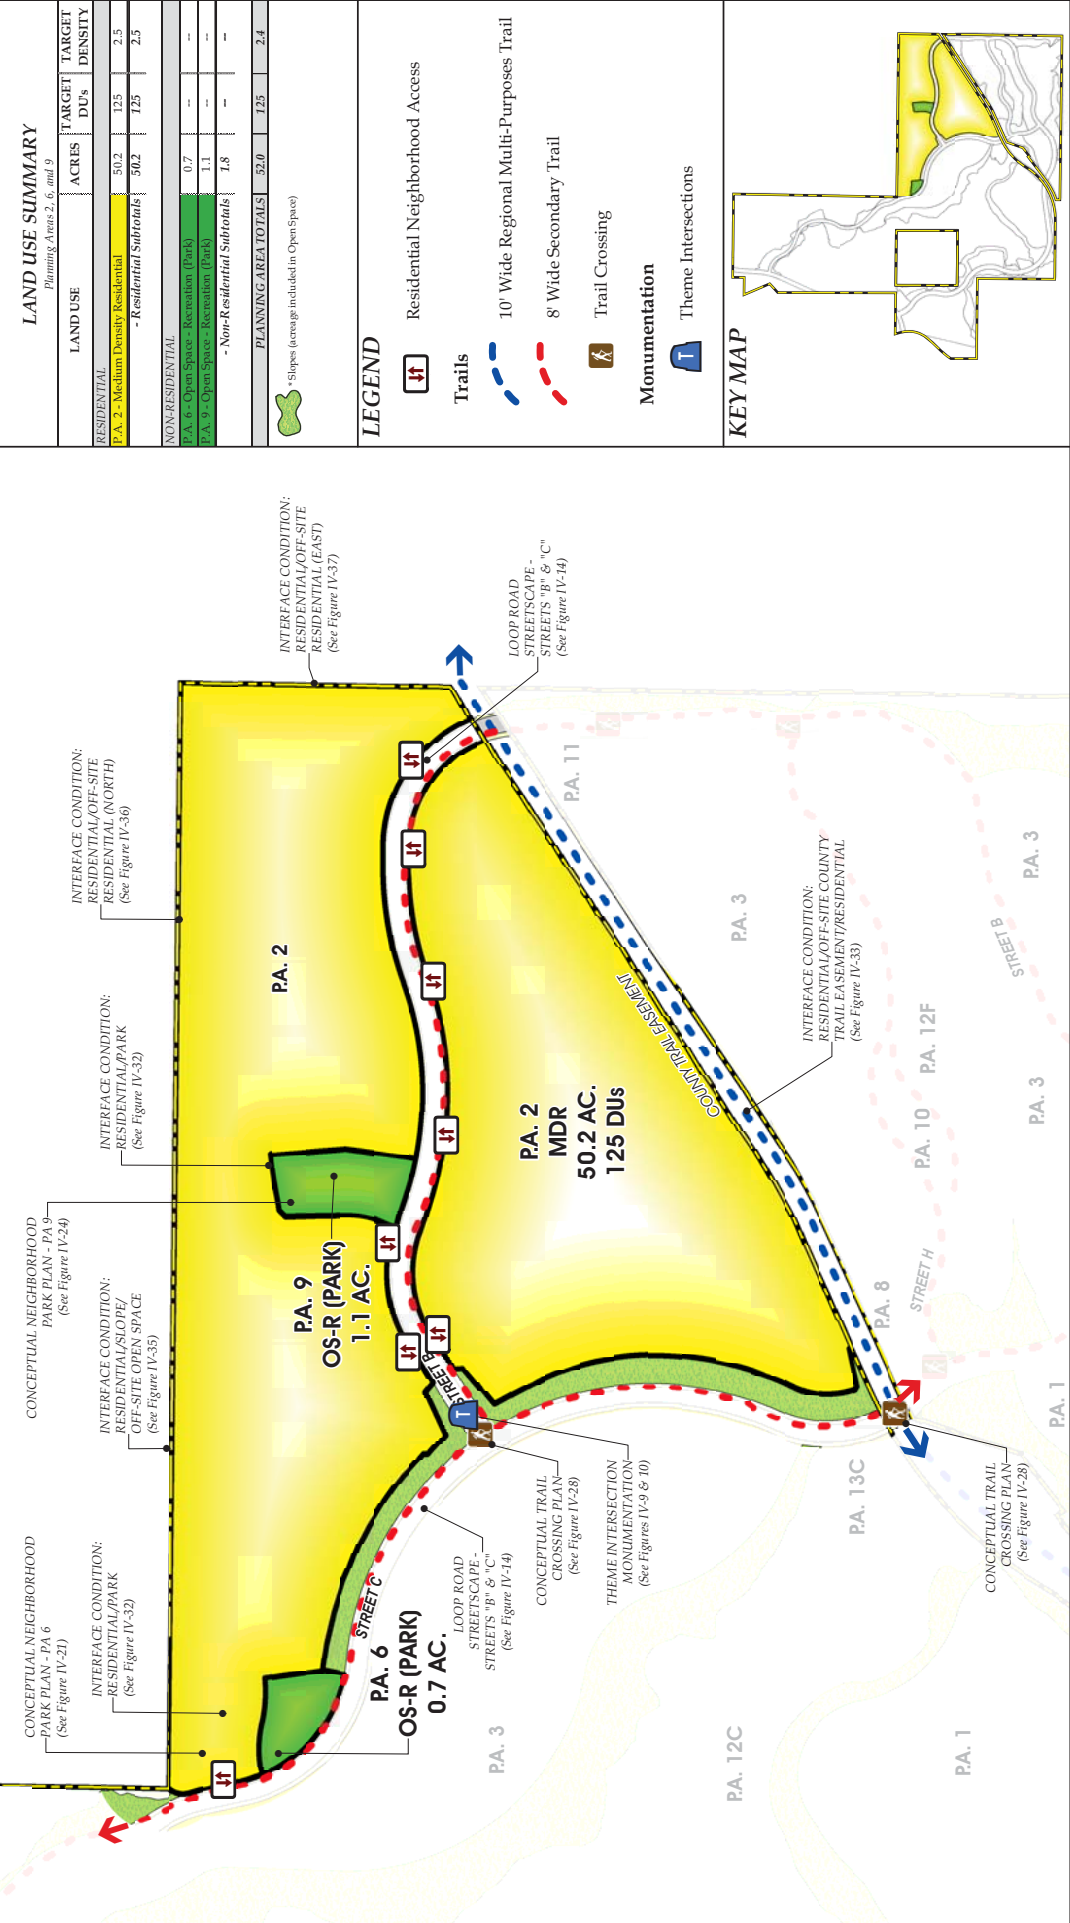 LAND USE SUMMARY
Planning Areas 2, 6, and 9
LAND USE ACRES TARGET DU's TARGET DENSITY
RESIDENTIAL
P.A. 2 - Medium Density Residential 50.2 125 2.5
- Residential Subtotals 50.2 125 2.5
NON-RESIDENTIAL
P.A. 6 - Open Space - Recreation (Park) 0.7 -- --
P.A. 9 - Open Space - Recreation (Park) 1.1 -- --
- Non-Residential Subtotals 1.8 -- --
PLANNING AREA TOTALS 52.0 125 2.4
* Slopes (acreage included in Open Space)
LEGEND
Residential Neighborhood Access
Trails
10' Wide Regional Multi-Purposes Trail
8' Wide Secondary Trail
Trail Crossing
Monumentation
T
Theme Intersections
KEY MAP
CONCEPTUAL NEIGHBORHOOD
PARK PLAN - PA 6
(See Figure IV-21)
INTERFACE CONDITION:
RESIDENTIAL/PARK
(See Figure IV-32)
CONCEPTUAL NEIGHBORHOOD
PARK PLAN - PA 9
(See Figure IV-24)
INTERFACE CONDITION:
RESIDENTIAL/SLOPE/
OFF-SITE OPEN SPACE
(See Figure IV-35)
INTERFACE CONDITION:
RESIDENTIAL/PARK
(See Figure IV-32)
INTERFACE CONDITION:
RESIDENTIAL/OFF-SITE
RESIDENTIAL (NORTH)
(See Figure IV-36)
INTERFACE CONDITION:
RESIDENTIAL/OFF-SITE
RESIDENTIAL (EAST)
(See Figure IV-37)
P.A. 2
P.A. 9
OS-R (PARK)
1.1 AC.
P.A. 6
OS-R (PARK)
0.7 AC.
STREET C
STREET B
T
P.A. 2
MDR
50.2 AC.
125 DUs
COUNTY TRAIL EASEMENT
LOOP ROAD
STREETSCAPE -
STREETS "B" & "C"
(See Figure IV-14)
LOOP ROAD
STREETSCAPE -
STREETS "B" & "C"
(See Figure IV-14)
CONCEPTUAL TRAIL
CROSSING PLAN
(See Figure IV-28)
THEME INTERSECTION
MONUMENTATION
(See Figures IV-9 & 10)
INTERFACE CONDITION:
RESIDENTIAL/OFF-SITE COUNTY
TRAIL EASEMENT/RESIDENTIAL
(See Figure IV-33)
CONCEPTUAL TRAIL
CROSSING PLAN
(See Figure IV-28)
P.A. 11
P.A. 3
P.A. 3
STREET B
P.A. 12F
P.A. 10
P.A. 3
STREET H
P.A. 8
P.A. 1
P.A. 13C
P.A. 3
P.A. 12C
P.A. 1